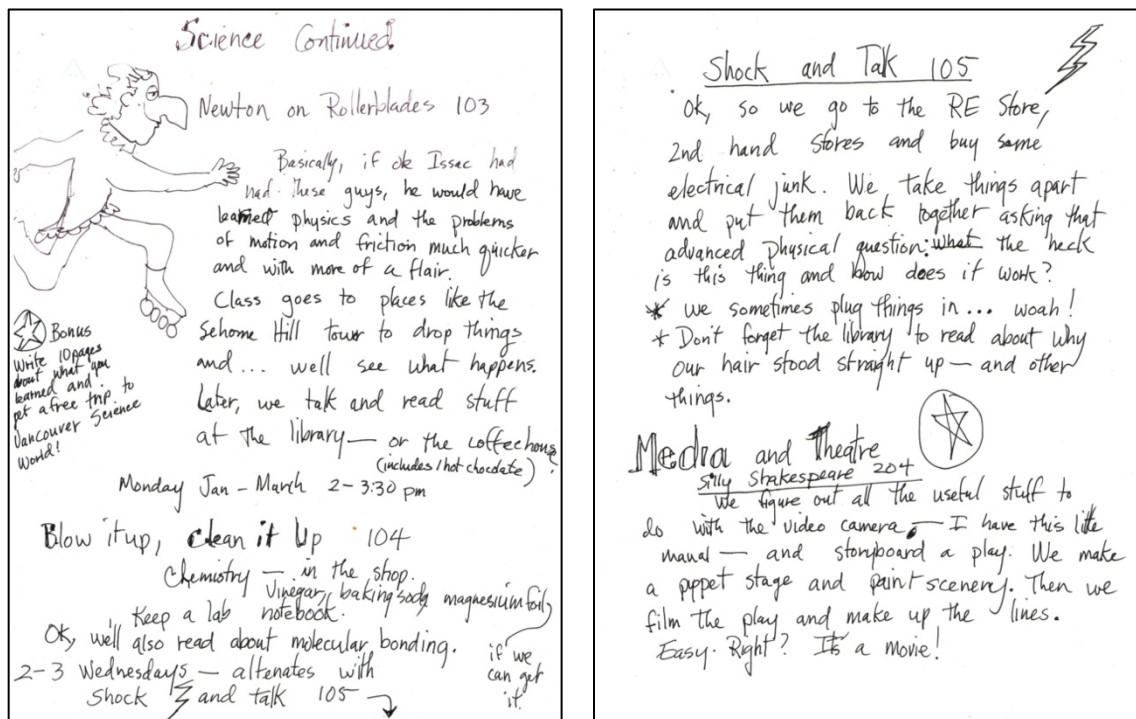 Science Continued
Newton on Rollerblades 103
Basically, if ole Issac had
had these guys, he would have
learned physics and the problems
of motion and friction much quicker
and with more of a flair.
Class goes to places like the
Sehome Hill tower to drop things
and... well see what happens.
Later, we talk and read stuff
at the library — or the coffeehouse
(includes 1 hot chocolate).
Monday Jan - March 2-3:30 pm
Bonus
Write 10 pages
about what you
learned and
get a free trip to
Vancouver Science
World!
Blow it up, clean it Up 104
Chemistry — in the shop.
Vinegar, baking soda, magnesium foil,
if we
can get
it.
Keep a lab notebook.
Ok, we'll also read about molecular bonding.
2-3 Wednesdays — altenates with
Shock and talk 105
Shock and Talk 105
Ok, so we go to the RE Store,
2nd hand stores and buy some
electrical junk. We take things apart
and put them back together asking that
advanced physical question: what the heck
is this thing and how does it work?
* we sometimes plug things in... woah!
* Don't forget the library to read about why
our hair stood straight up — and other
things.
Media and Theatre
Silly Shakespeare 204
We figure out all the useful stuff to
do with the video camera — I have this little
manual — and storyboard a play. We make
a puppet stage and paint scenery. Then we
film the play and make up the lines.
Easy. Right? It's a movie!